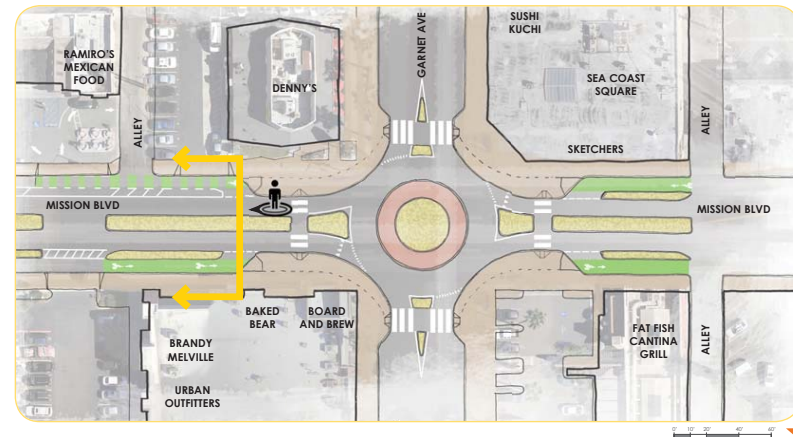 SUSHI
KUCHI
GARNET AVE
RAMIRO'S
MEXICAN
FOOD
DENNY'S
SEA COAST
SQUARE
ALLEY
ALLEY
SKETCHERS
MISSION BLVD
MISSION BLVD
BAKED
BEAR
BOARD
AND BREW
BRANDY
MELVILLE
FAT FISH
CANTINA
GRILL
ALLEY
URBAN
OUTFITTERS
0' 10' 20' 40' 60'